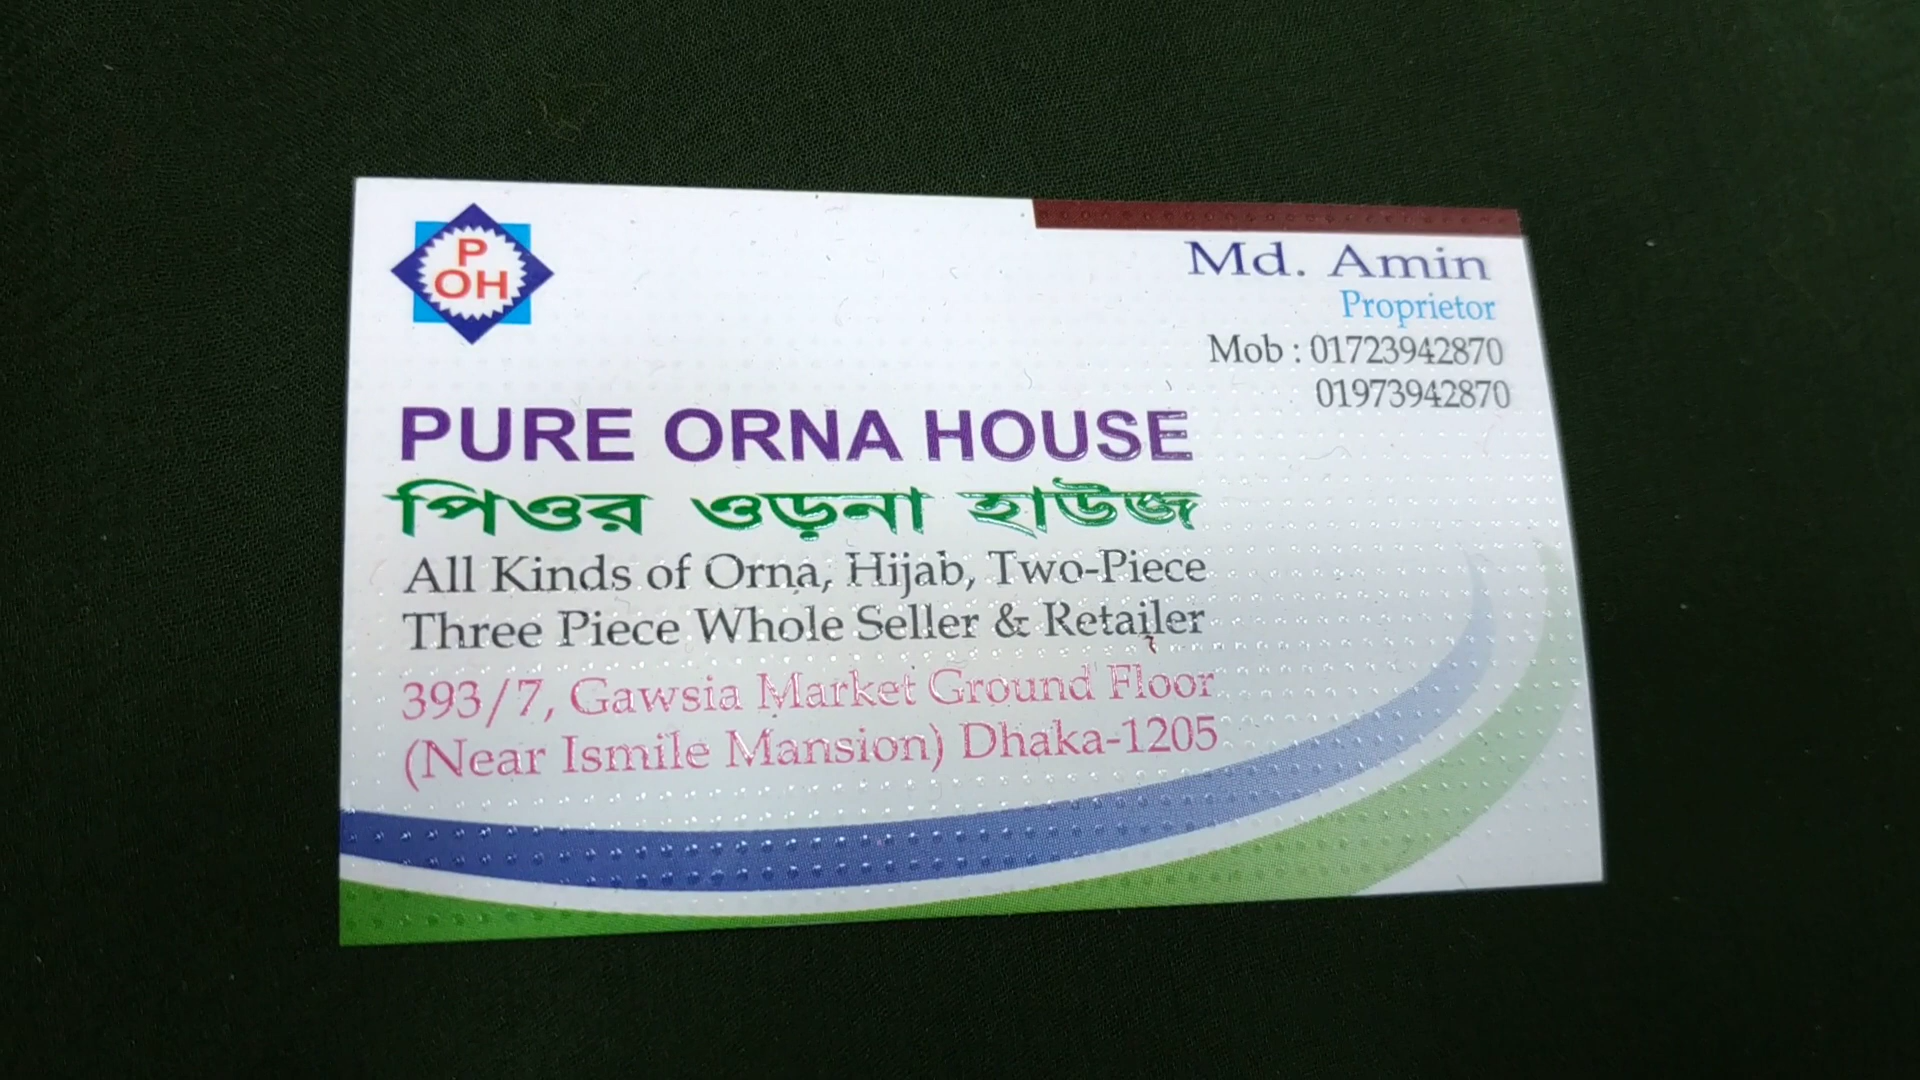 P
OH
Md. Amin
Proprietor
Mob : 01723942870
01973942870
PURE ORNA HOUSE
পিওর ওড়না হাউজ
All Kinds of Orna, Hijab, Two-Piece
Three Piece Whole Seller & Retailer
393/7, Gawsia Market Ground Floor
(Near Ismile Mansion) Dhaka-1205